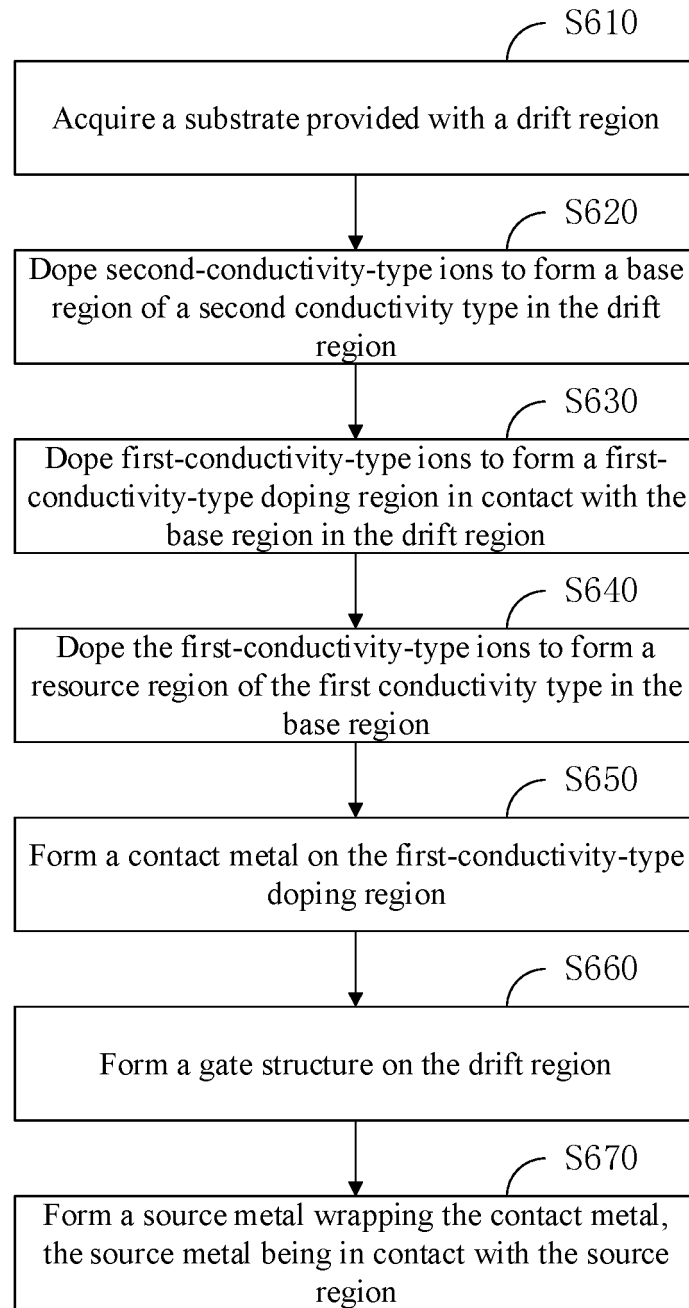 S610
Acquire a substrate provided with a drift region
S620
Dope second-conductivity-type ions to form a base
region of a second conductivity type in the drift
region
S630
Dope first-conductivity-type ions to form a first-
conductivity-type doping region in contact with the
base region in the drift region
S640
Dope the first-conductivity-type ions to form a
resource region of the first conductivity type in the
base region
S650
Form a contact metal on the first-conductivity-type
doping region
S660
Form a gate structure on the drift region
S670
Form a source metal wrapping the contact metal,
the source metal being in contact with the source
region